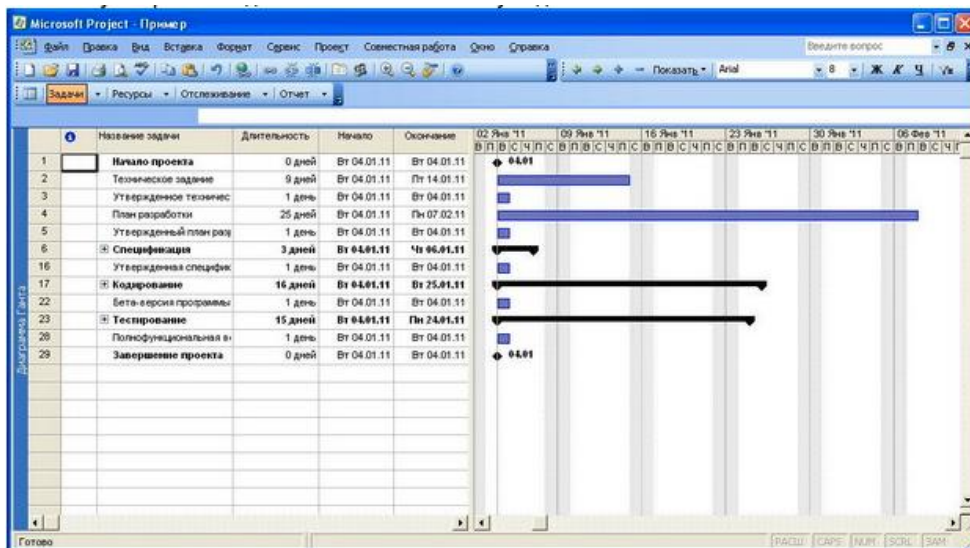 Microsoft Project - Пример
Файл Правка Вид Вставка Формат Сервис Проект Совместная работа Окно Справка Введите вопрос
Показать Arial 8 Ж К Ч
Задачи Ресурсы Отслеживание Отчет
Название задачи Длительность Начало Окончание 02 Янв '11 09 Янв '11 16 Янв '11 23 Янв '11 30 Янв '11 06 Фев '11
В П В С Ч П С В П В С Ч П С В П В С Ч П С В П В С Ч П С В П В С Ч П С В П В С Ч П
1 Начало проекта 0 дней Вт 04.01.11 Вт 04.01.11 04.01
2 Техническое задание 9 дней Вт 04.01.11 Пт 14.01.11
3 Утвержденное техничес 1 день Вт 04.01.11 Вт 04.01.11
4 План разработки 25 дней Вт 04.01.11 Пн 07.02.11
5 Утвержденный план раз 1 день Вт 04.01.11 Вт 04.01.11
6 Спецификация 3 дней Вт 04.01.11 Чт 06.01.11
16 Утвержденная специфик 1 день Вт 04.01.11 Вт 04.01.11
17 Кодирование 16 дней Вт 04.01.11 Вт 25.01.11
22 Бета-версия программы 1 день Вт 04.01.11 Вт 04.01.11
23 Тестирование 15 дней Вт 04.01.11 Пн 24.01.11
28 Полнофункциональная в 1 день Вт 04.01.11 Вт 04.01.11
29 Завершение проекта 0 дней Вт 04.01.11 Вт 04.01.11 04.01
Диаграмма Ганта
Готово РАСШ CAPS NUM SCRL ЗАМ